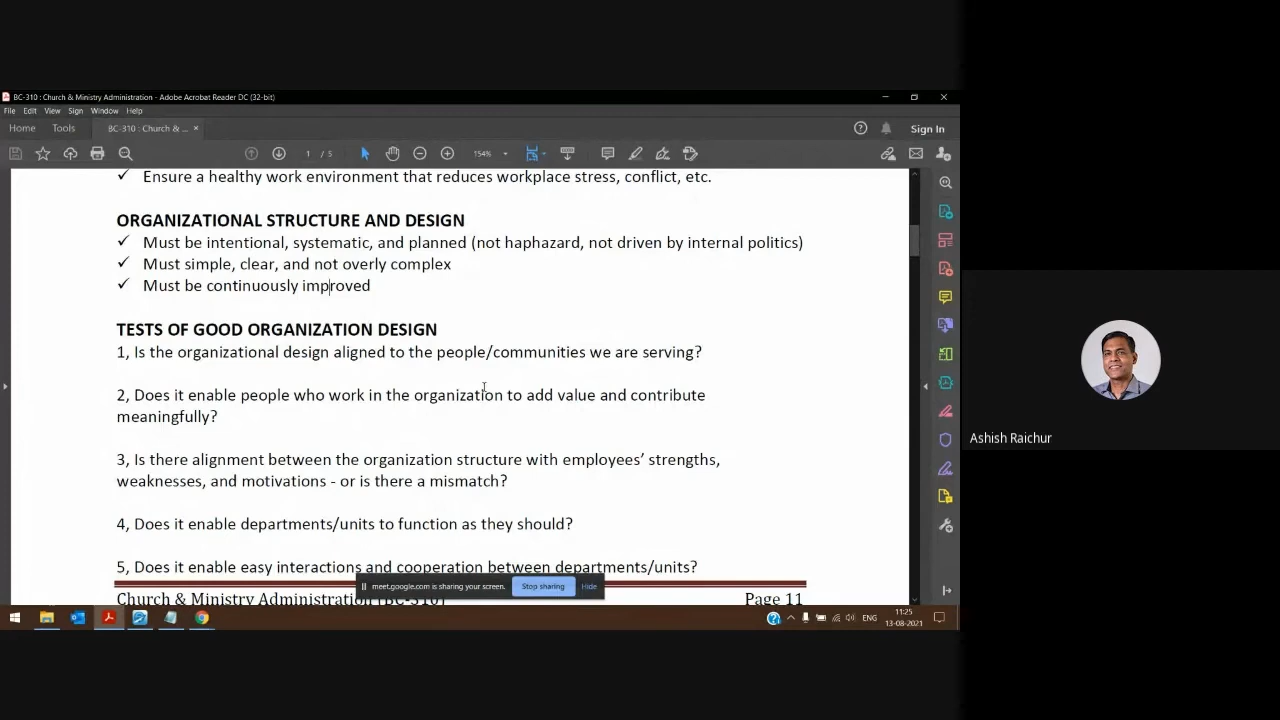 BC-310 : Church & Ministry Administration - Adobe Acrobat Reader DC (32-bit)
File Edit View Sign Window Help
Home Tools BC-310 : Church & ... × Sign In
1 / 5 154%
✓ Ensure a healthy work environment that reduces workplace stress, conflict, etc.
ORGANIZATIONAL STRUCTURE AND DESIGN
✓ Must be intentional, systematic, and planned (not haphazard, not driven by internal politics)
✓ Must simple, clear, and not overly complex
✓ Must be continuously improved
TESTS OF GOOD ORGANIZATION DESIGN
1, Is the organizational design aligned to the people/communities we are serving?
2, Does it enable people who work in the organization to add value and contribute
meaningfully?
3, Is there alignment between the organization structure with employees’ strengths,
weaknesses, and motivations - or is there a mismatch?
4, Does it enable departments/units to function as they should?
5, Does it enable easy interactions and cooperation between departments/units?
meet.google.com is sharing your screen. Stop sharing Hide
Church & Ministry Administration (BC-310) Page 11
ENG 11:25
13-08-2021
Ashish Raichur